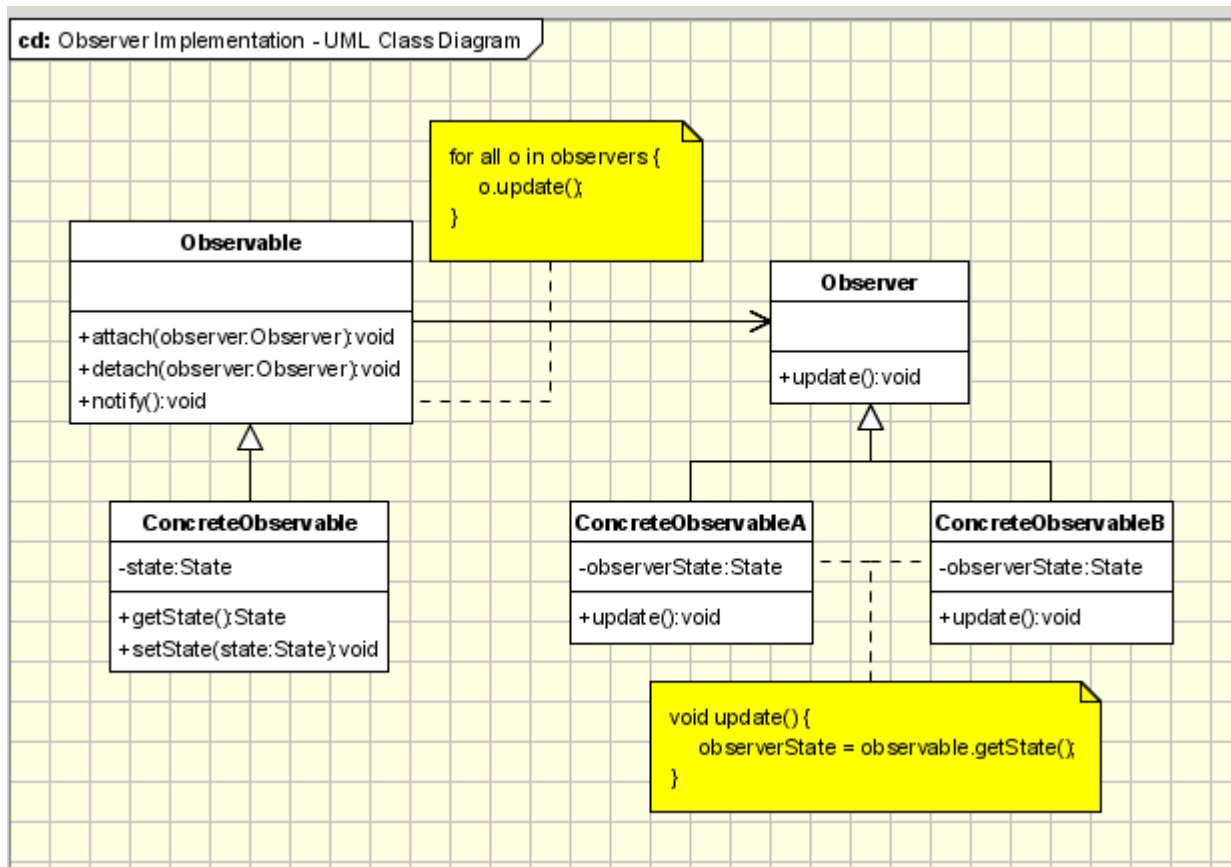 cd: Observer Implementation - UML Class Diagram
for all o in observers {
o.update();
}
Observable
+attach(observer:Observer):void
+detach(observer:Observer):void
+notify():void
Observer
+update():void
ConcreteObservable
-state:State
+getState():State
+setState(state:State):void
ConcreteObservableA
-observerState:State
+update():void
ConcreteObservableB
-observerState:State
+update():void
void update() {
observerState = observable.getState();
}